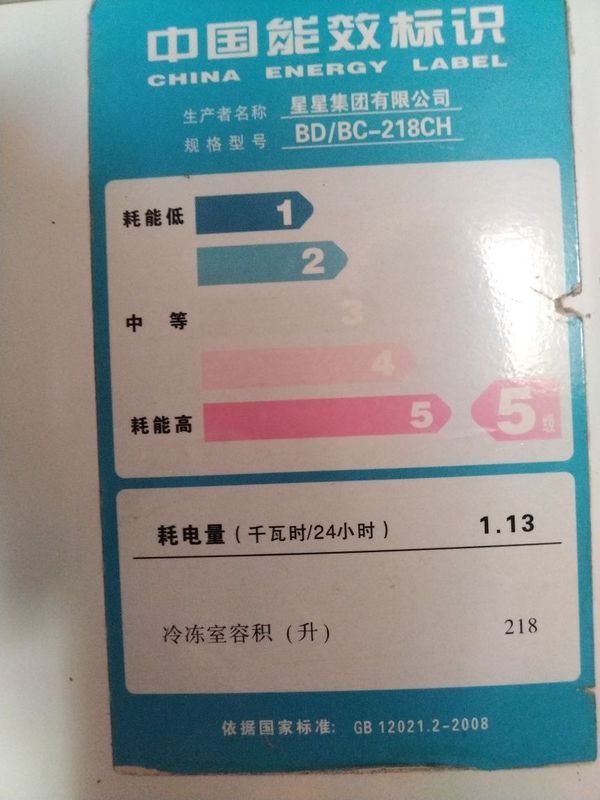 中国能效标识
CHINA ENERGY LABEL
生产者名称 星星集团有限公司
规格型号 BD/BC-218CH
耗能低 1
2
中 等 3
4
耗能高 5 5级
耗电量(千瓦时/24小时) 1.13
冷冻室容积(升) 218
依据国家标准: GB 12021.2-2008